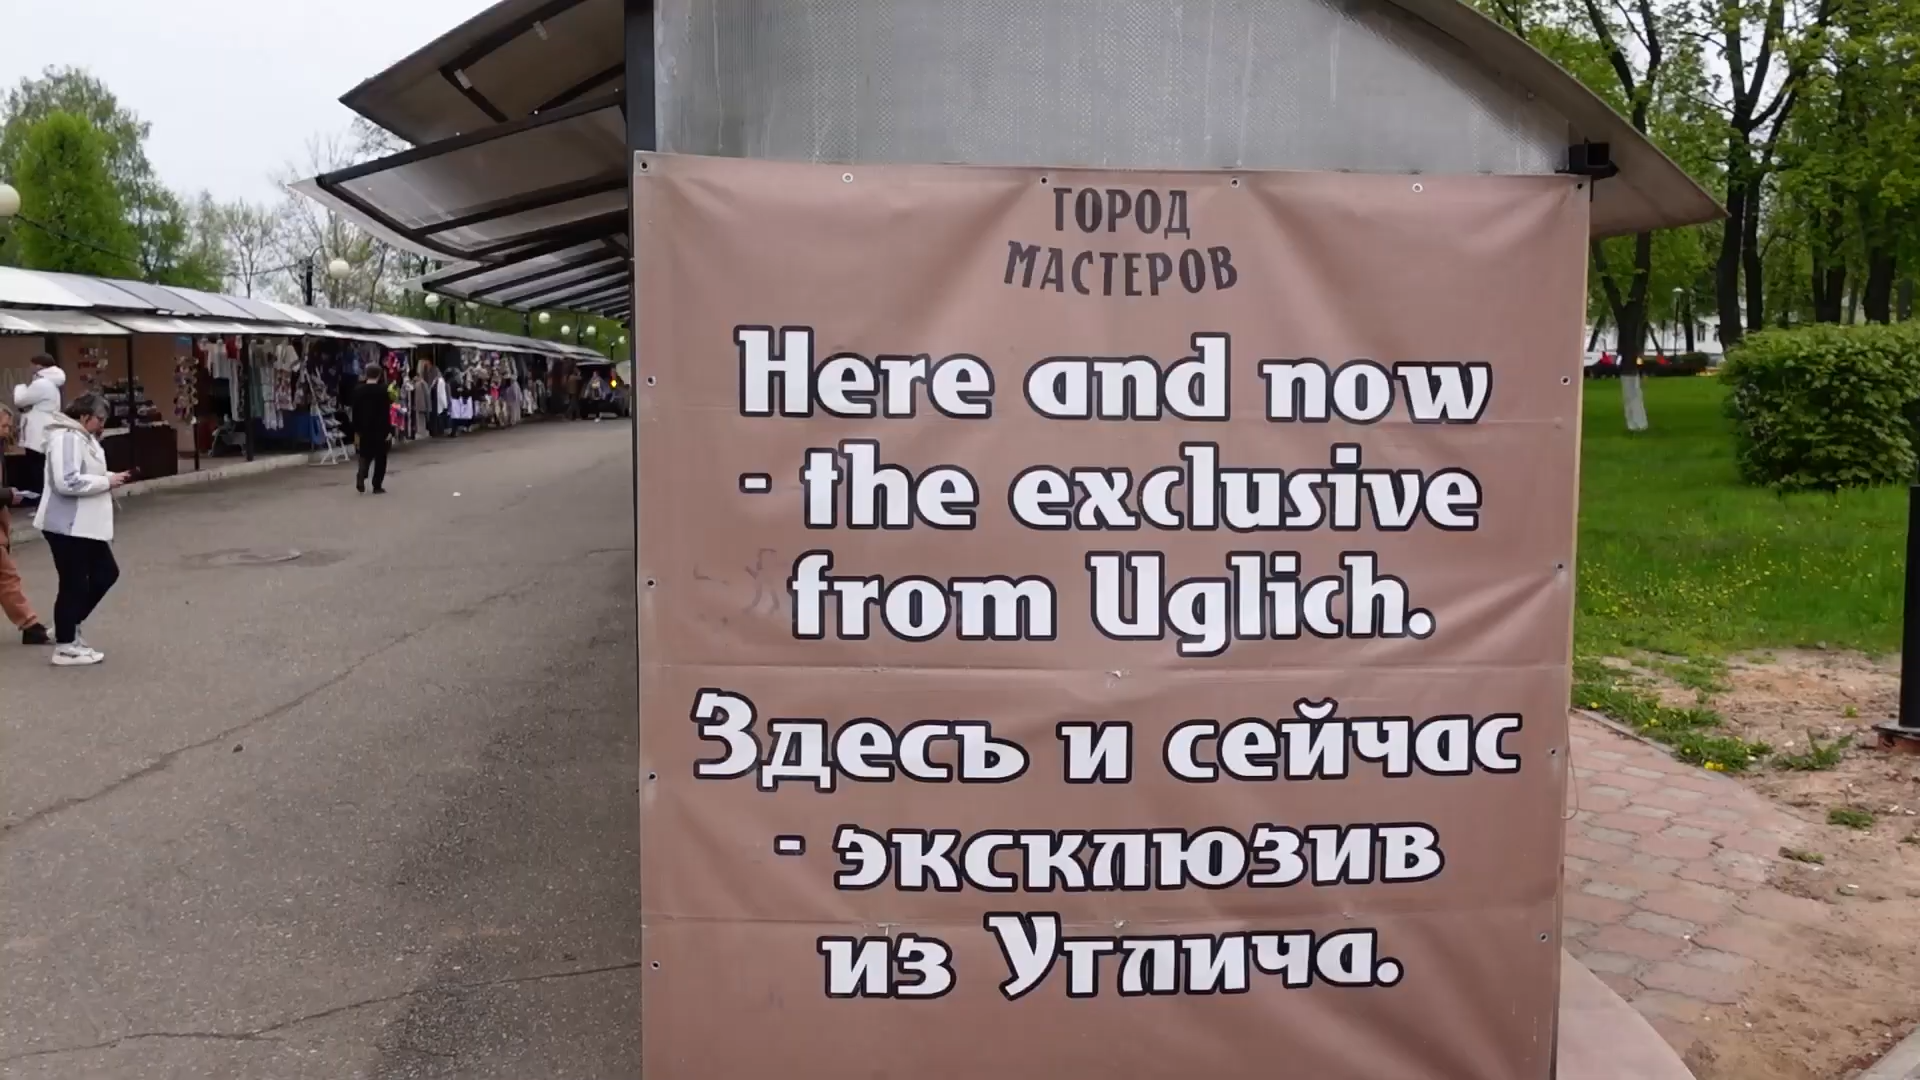 ГОРОД
МАСТЕРОВ
Here and now
- the exclusive
from Uglich.
Здесь и сейчас
- эксклюзив
из Углича.